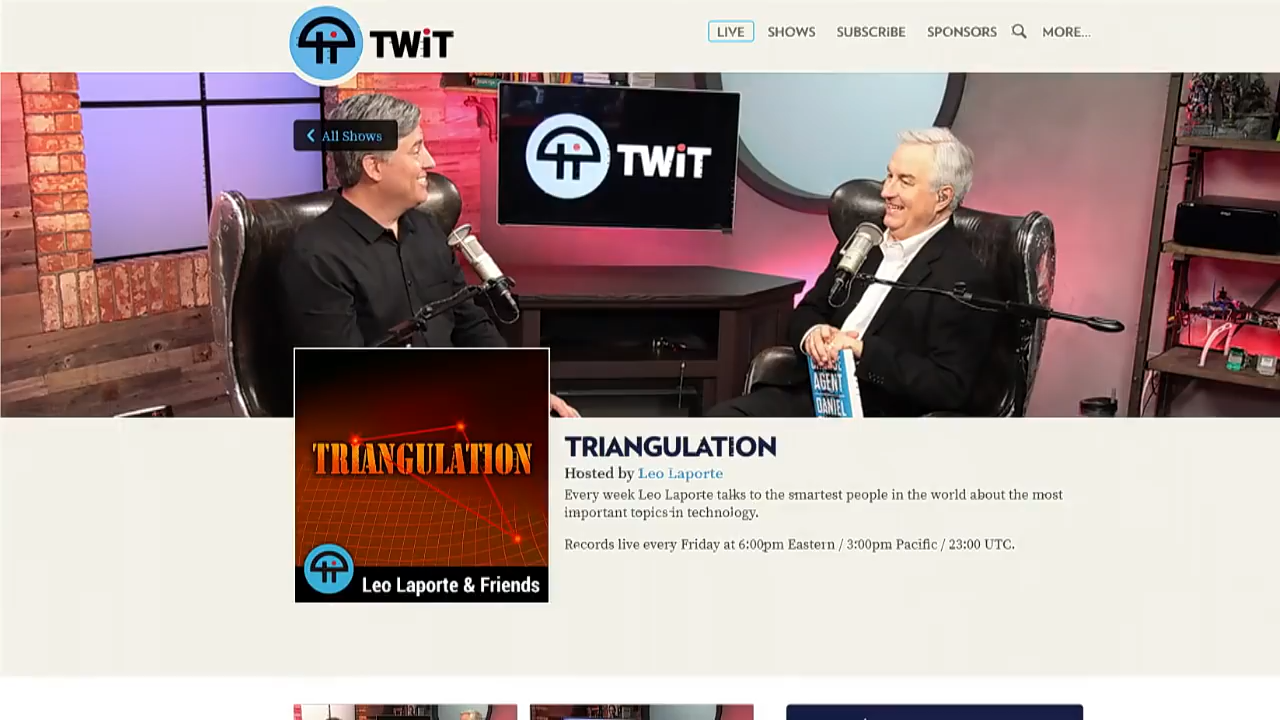 TWiT
LIVE
SHOWS
SUBSCRIBE
SPONSORS
MORE...
All Shows
TWiT
AGENT
DANIEL
TRIANGULATION
Leo Laporte & Friends
TRIANGULATION
Hosted by Leo Laporte
Every week Leo Laporte talks to the smartest people in the world about the most
important topics in technology.
Records live every Friday at 6:00pm Eastern / 3:00pm Pacific / 23:00 UTC.